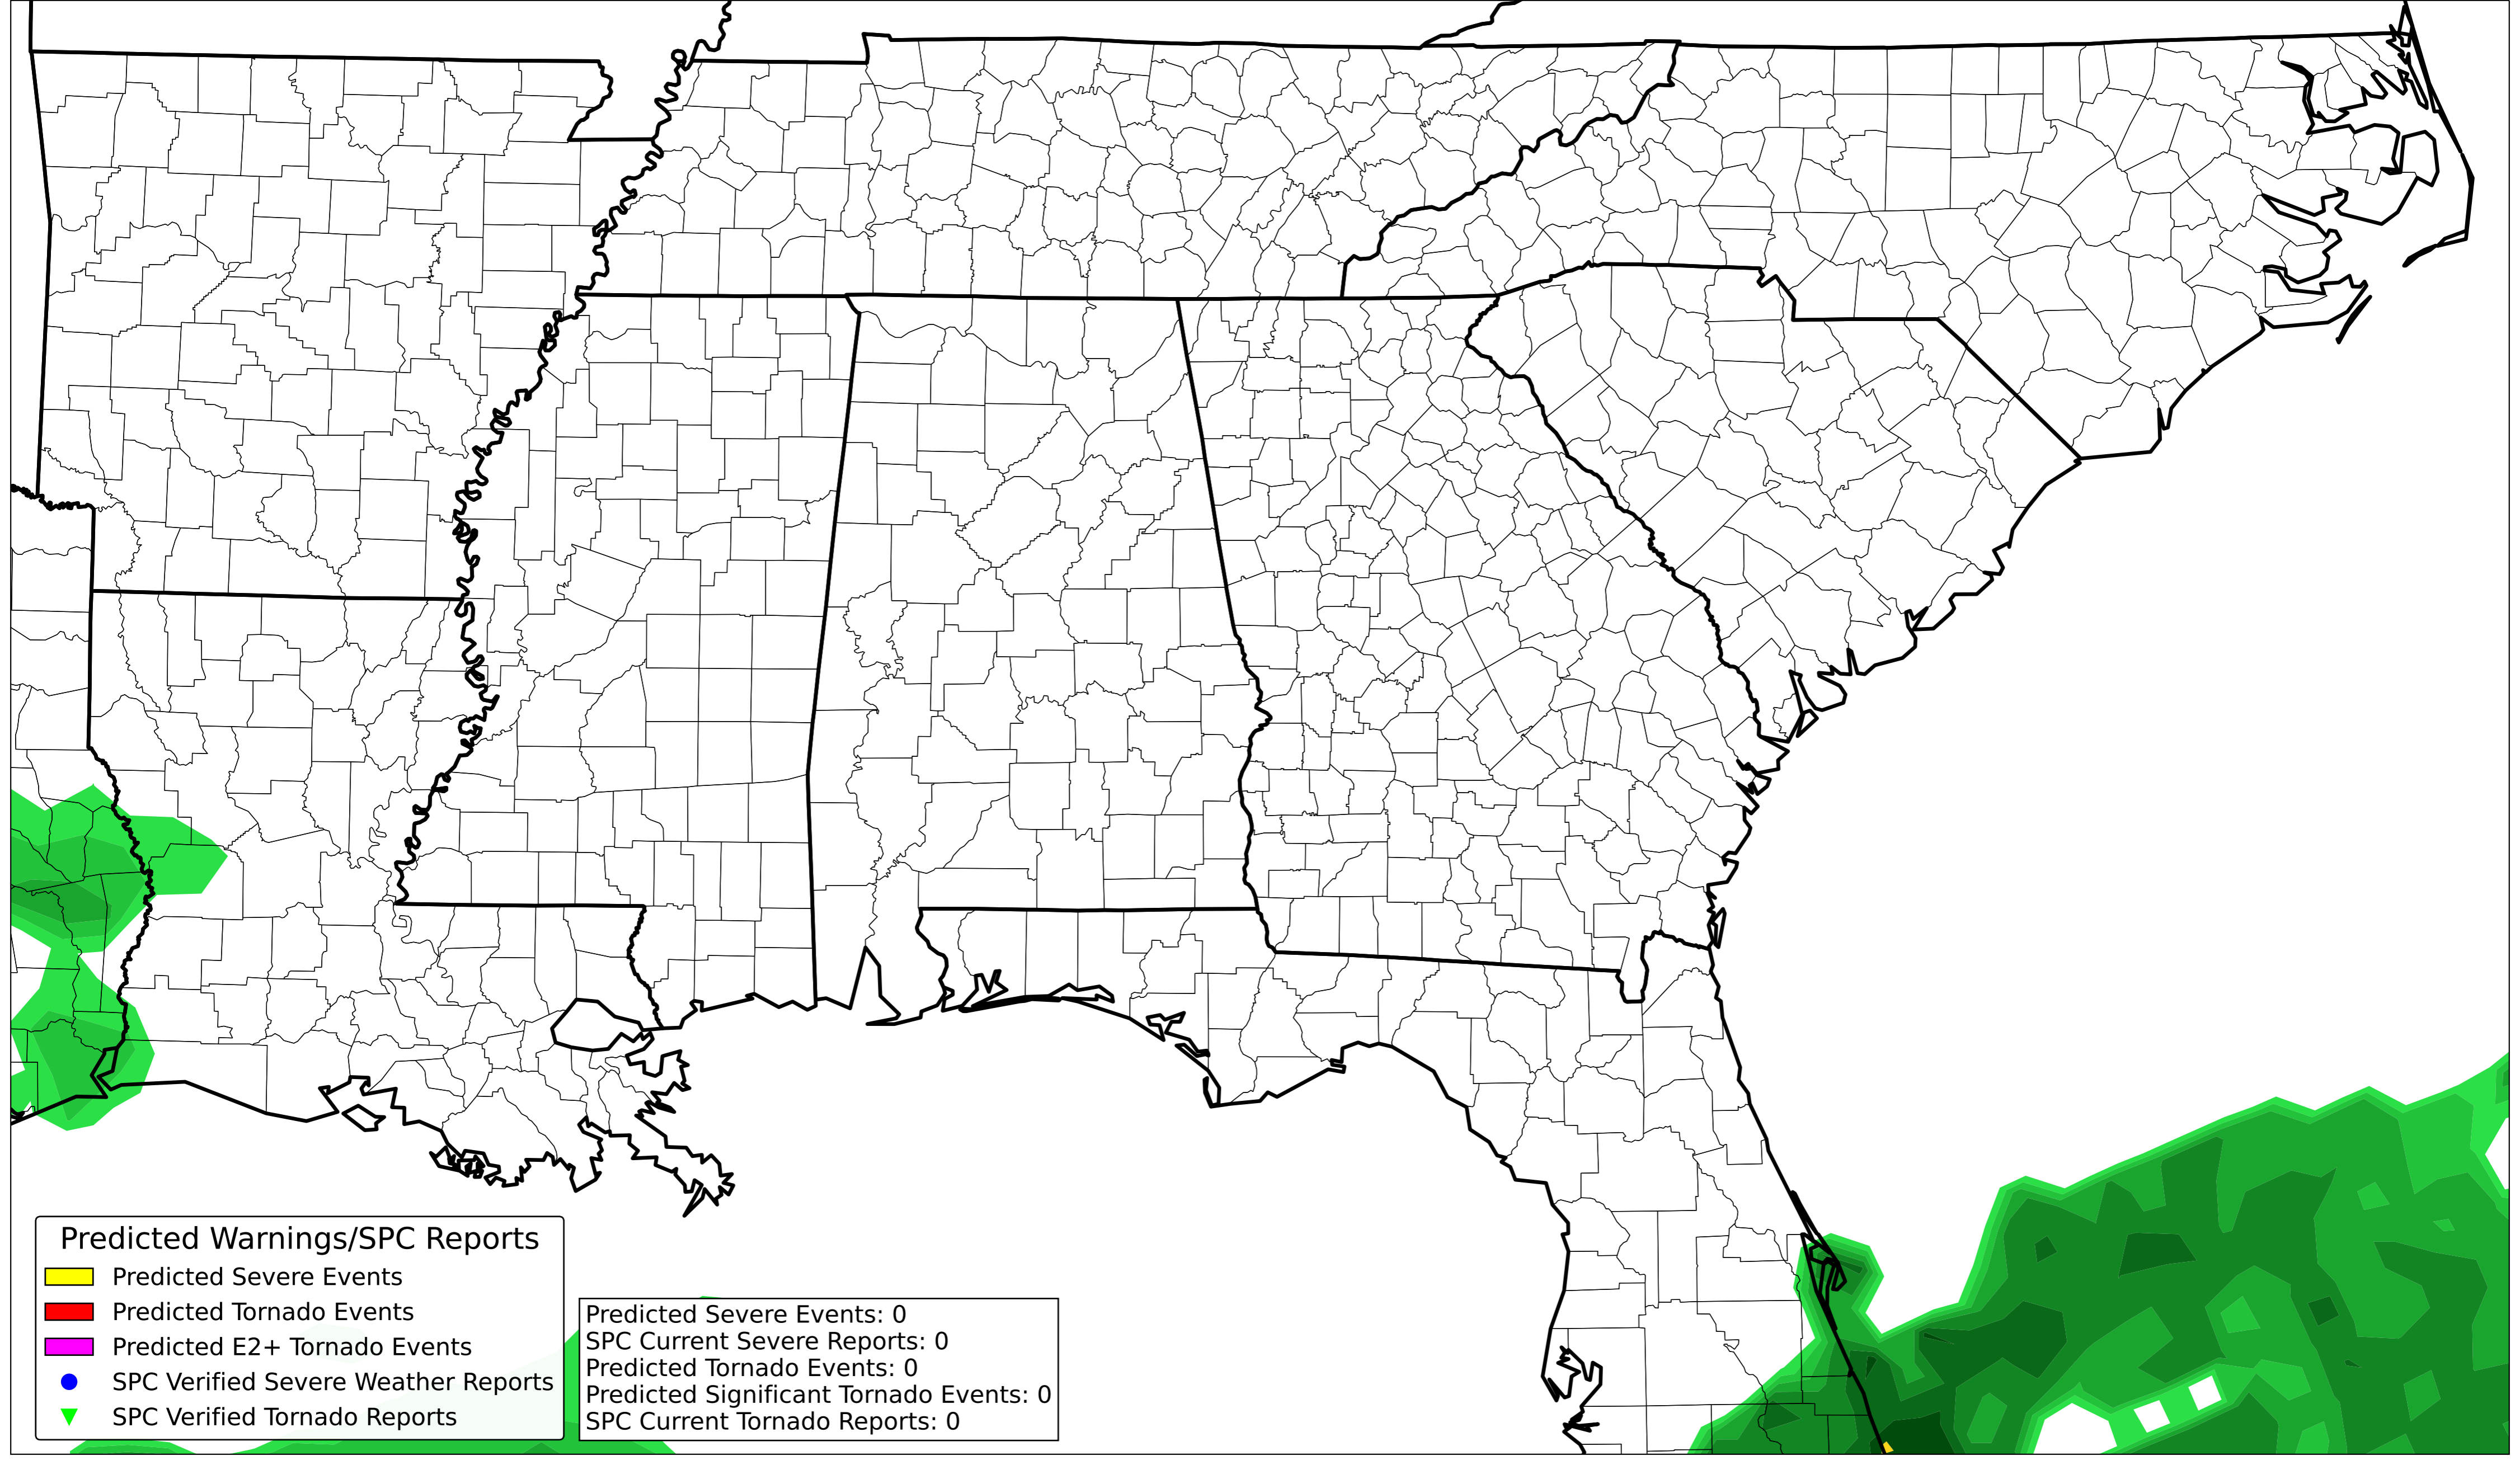 Predicted Warnings/SPC Reports
Predicted Severe Events
Predicted Tornado Events
Predicted E2+ Tornado Events
SPC Verified Severe Weather Reports
SPC Verified Tornado Reports
Predicted Severe Events: 0
SPC Current Severe Reports: 0
Predicted Tornado Events: 0
Predicted Significant Tornado Events: 0
SPC Current Tornado Reports: 0